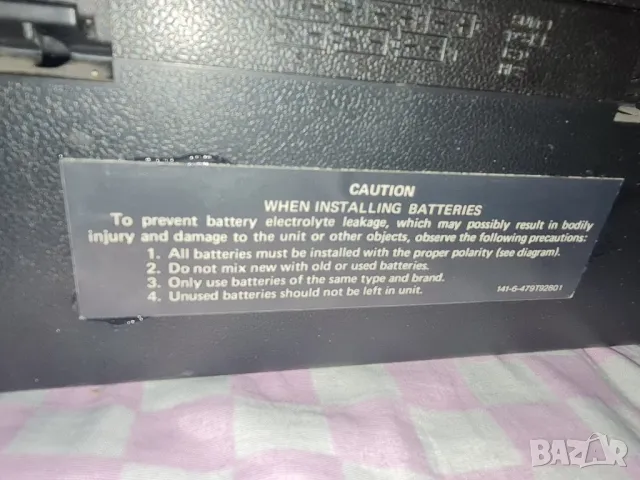 CAUTION
WHEN INSTALLING BATTERIES
To prevent battery electrolyte leakage, which may possibly result in bodily
injury and damage to the unit or other objects, observe the following precautions:
1. All batteries must be installed with the proper polarity (see diagram).
2. Do not mix new with old or used batteries.
3. Only use batteries of the same type and brand.
4. Unused batteries should not be left in unit.
141-6-479T92801
BAZAR